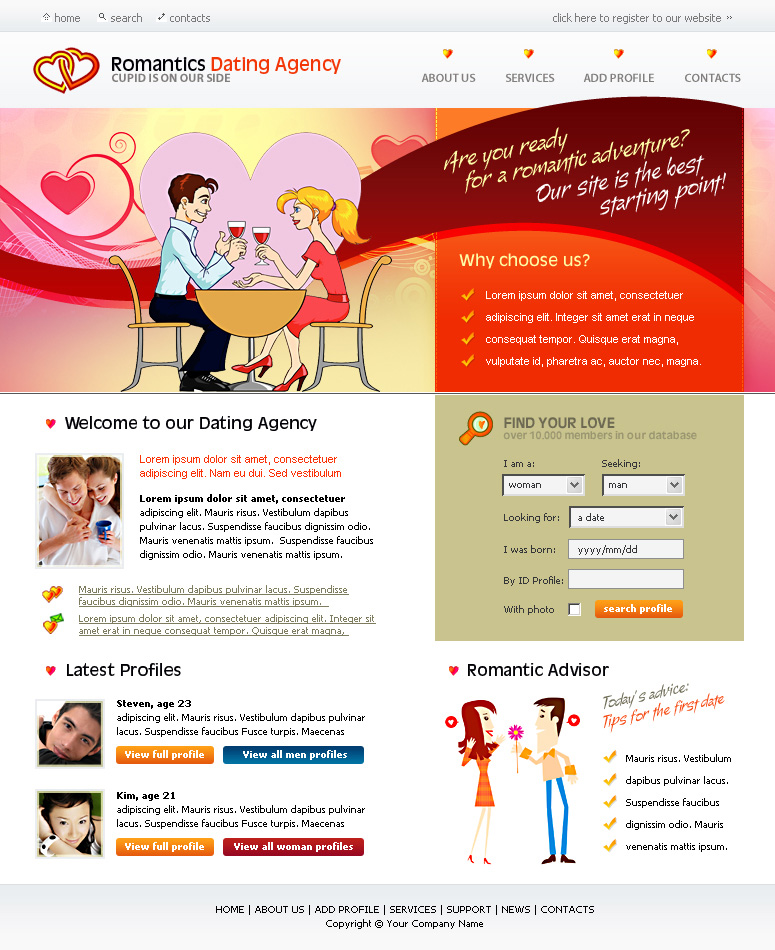 home search contacts click here to register to our website »
Romantics Dating Agency
CUPID IS ON OUR SIDE
ABOUT US SERVICES ADD PROFILE CONTACTS
Are you ready
for a romantic adventure?
Our site is the best
starting point!
Why choose us?
Lorem ipsum dolor sit amet, consectetuer
adipiscing elit. Integer sit amet erat in neque
consequat tempor. Quisque erat magna,
vulputate id, pharetra ac, auctor nec, magna.
Welcome to our Dating Agency
Lorem ipsum dolor sit amet, consectetuer
adipiscing elit. Nam eu dui. Sed vestibulum
Lorem ipsum dolor sit amet, consectetuer
adipiscing elit. Mauris risus. Vestibulum dapibus
pulvinar lacus. Suspendisse faucibus dignissim odio.
Mauris venenatis mattis ipsum. Suspendisse faucibus
dignissim odio. Mauris venenatis mattis ipsum.
Mauris risus. Vestibulum dapibus pulvinar lacus. Suspendisse
faucibus dignissim odio. Mauris venenatis mattis ipsum.
Lorem ipsum dolor sit amet, consectetuer adipiscing elit. Integer sit
amet erat in neque consequat tempor. Quisque erat magna,
FIND YOUR LOVE
over 10.000 members in our database
I am a: Seeking:
woman man
Looking for: a date
I was born: yyyy/mm/dd
By ID Profile:
With photo search profile
Latest Profiles
Steven, age 23
adipiscing elit. Mauris risus. Vestibulum dapibus pulvinar
lacus. Suspendisse faucibus Fusce turpis. Maecenas
View full profile View all men profiles
Kim, age 21
adipiscing elit. Mauris risus. Vestibulum dapibus pulvinar
lacus. Suspendisse faucibus Fusce turpis. Maecenas
View full profile View all woman profiles
Romantic Advisor
Today's advice:
Tips for the first date
Mauris risus. Vestibulum
dapibus pulvinar lacus.
Suspendisse faucibus
dignissim odio. Mauris
venenatis mattis ipsum.
HOME | ABOUT US | ADD PROFILE | SERVICES | SUPPORT | NEWS | CONTACTS
Copyright © Your Company Name